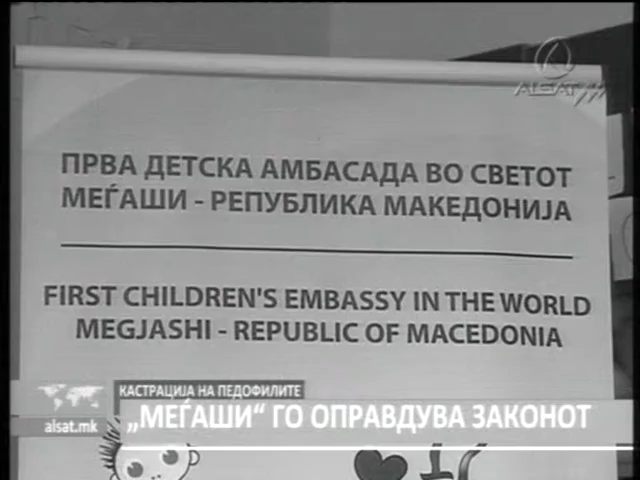 ALSAT
ПРВА ДЕТСКА АМБАСАДА ВО СВЕТОТ
МЕЃАШИ - РЕПУБЛИКА МАКЕДОНИЈА
FIRST CHILDREN'S EMBASSY IN THE WORLD
MEGJASHI - REPUBLIC OF MACEDONIA
КАСТРАЦИЈА НА ПЕДОФИЛИТЕ
alsat.mk
„МЕЃАШИ“ ГО ОПРАВДУВА ЗАКОНОТ